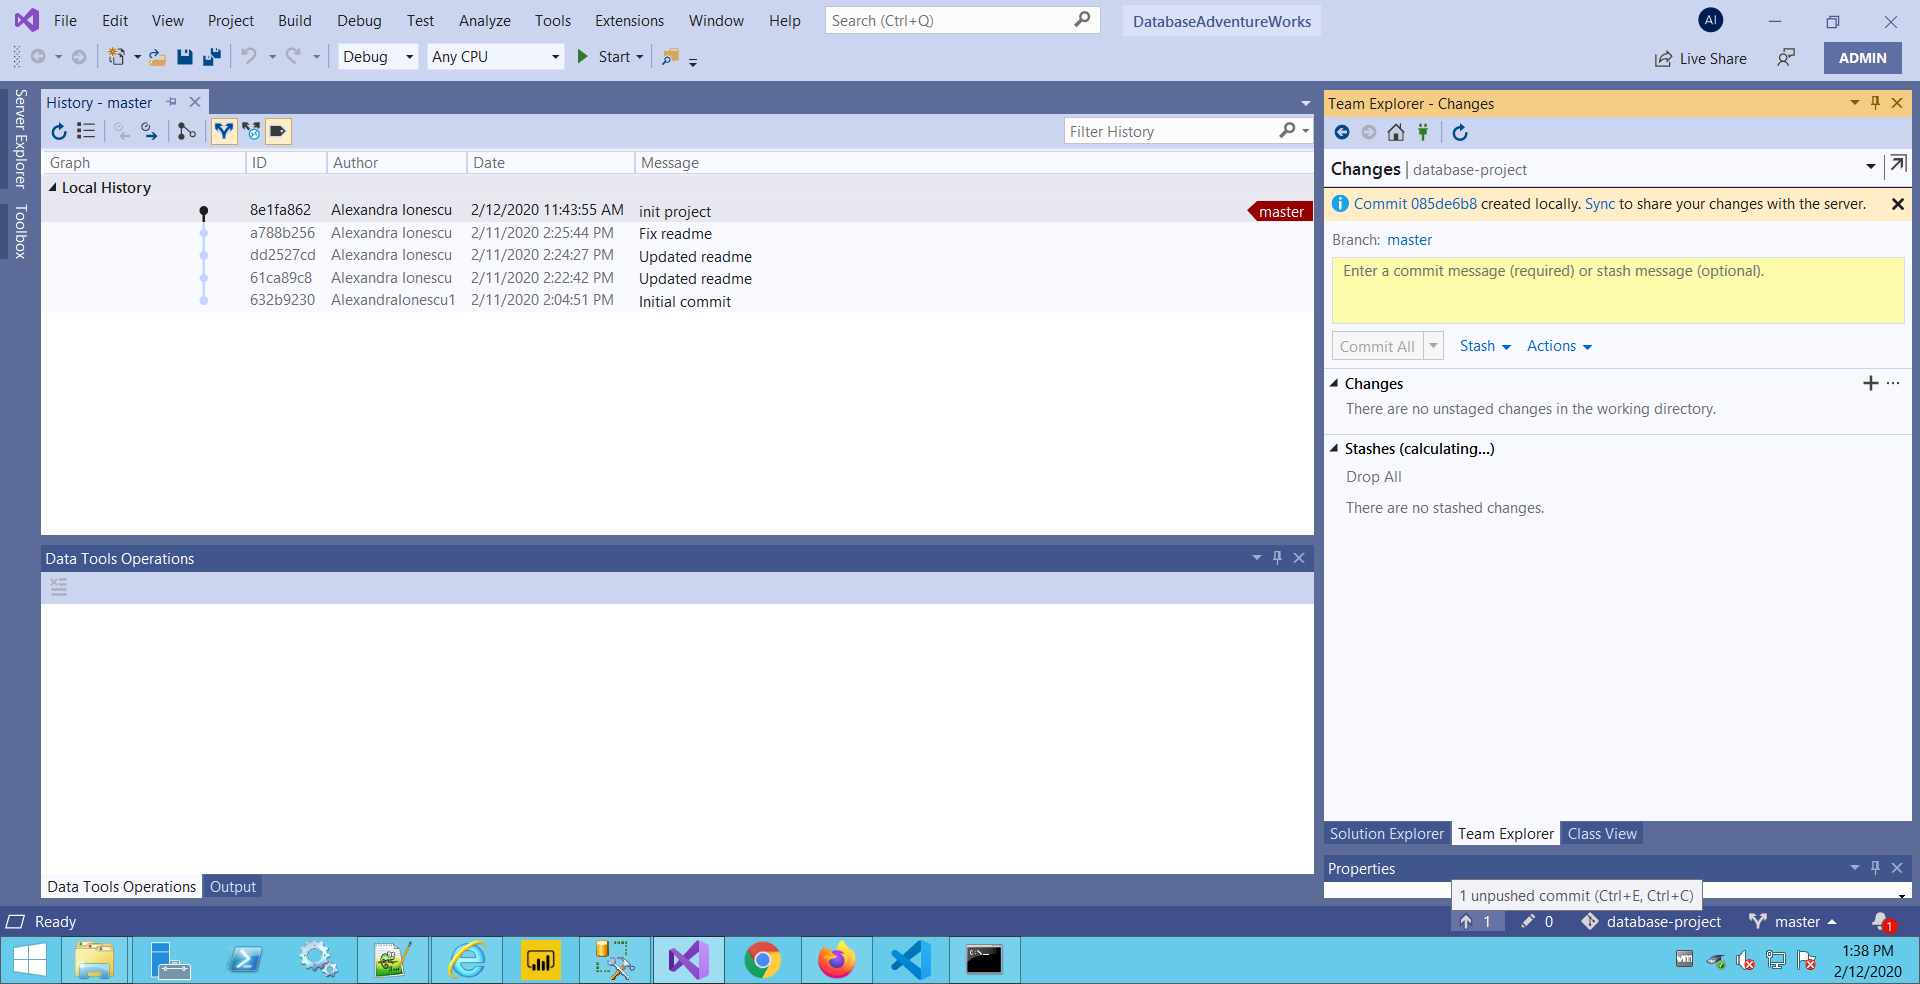 File Edit View Project Build Debug Test Analyze Tools Extensions Window Help Search (Ctrl+Q) DatabaseAdventureWorks AI
Debug Any CPU Start Live Share ADMIN
Server Explorer
Toolbox
History - master
Filter History
Graph ID Author Date Message
Local History
8e1fa862 Alexandra Ionescu 2/12/2020 11:43:55 AM init project master
a788b256 Alexandra Ionescu 2/11/2020 2:25:44 PM Fix readme
dd2527cd Alexandra Ionescu 2/11/2020 2:24:27 PM Updated readme
61ca89c8 Alexandra Ionescu 2/11/2020 2:22:42 PM Updated readme
632b9230 AlexandraIonescu1 2/11/2020 2:04:51 PM Initial commit
Data Tools Operations
Data Tools Operations Output
Team Explorer - Changes
Changes | database-project
Commit 085de6b8 created locally. Sync to share your changes with the server.
Branch: master
Enter a commit message (required) or stash message (optional).
Commit All Stash Actions
Changes
There are no unstaged changes in the working directory.
Stashes (calculating...)
Drop All
There are no stashed changes.
Solution Explorer Team Explorer Class View
Properties
1 unpushed commit (Ctrl+E, Ctrl+C)
Ready 1 0 database-project master 1
vm 1:38 PM
2/12/2020